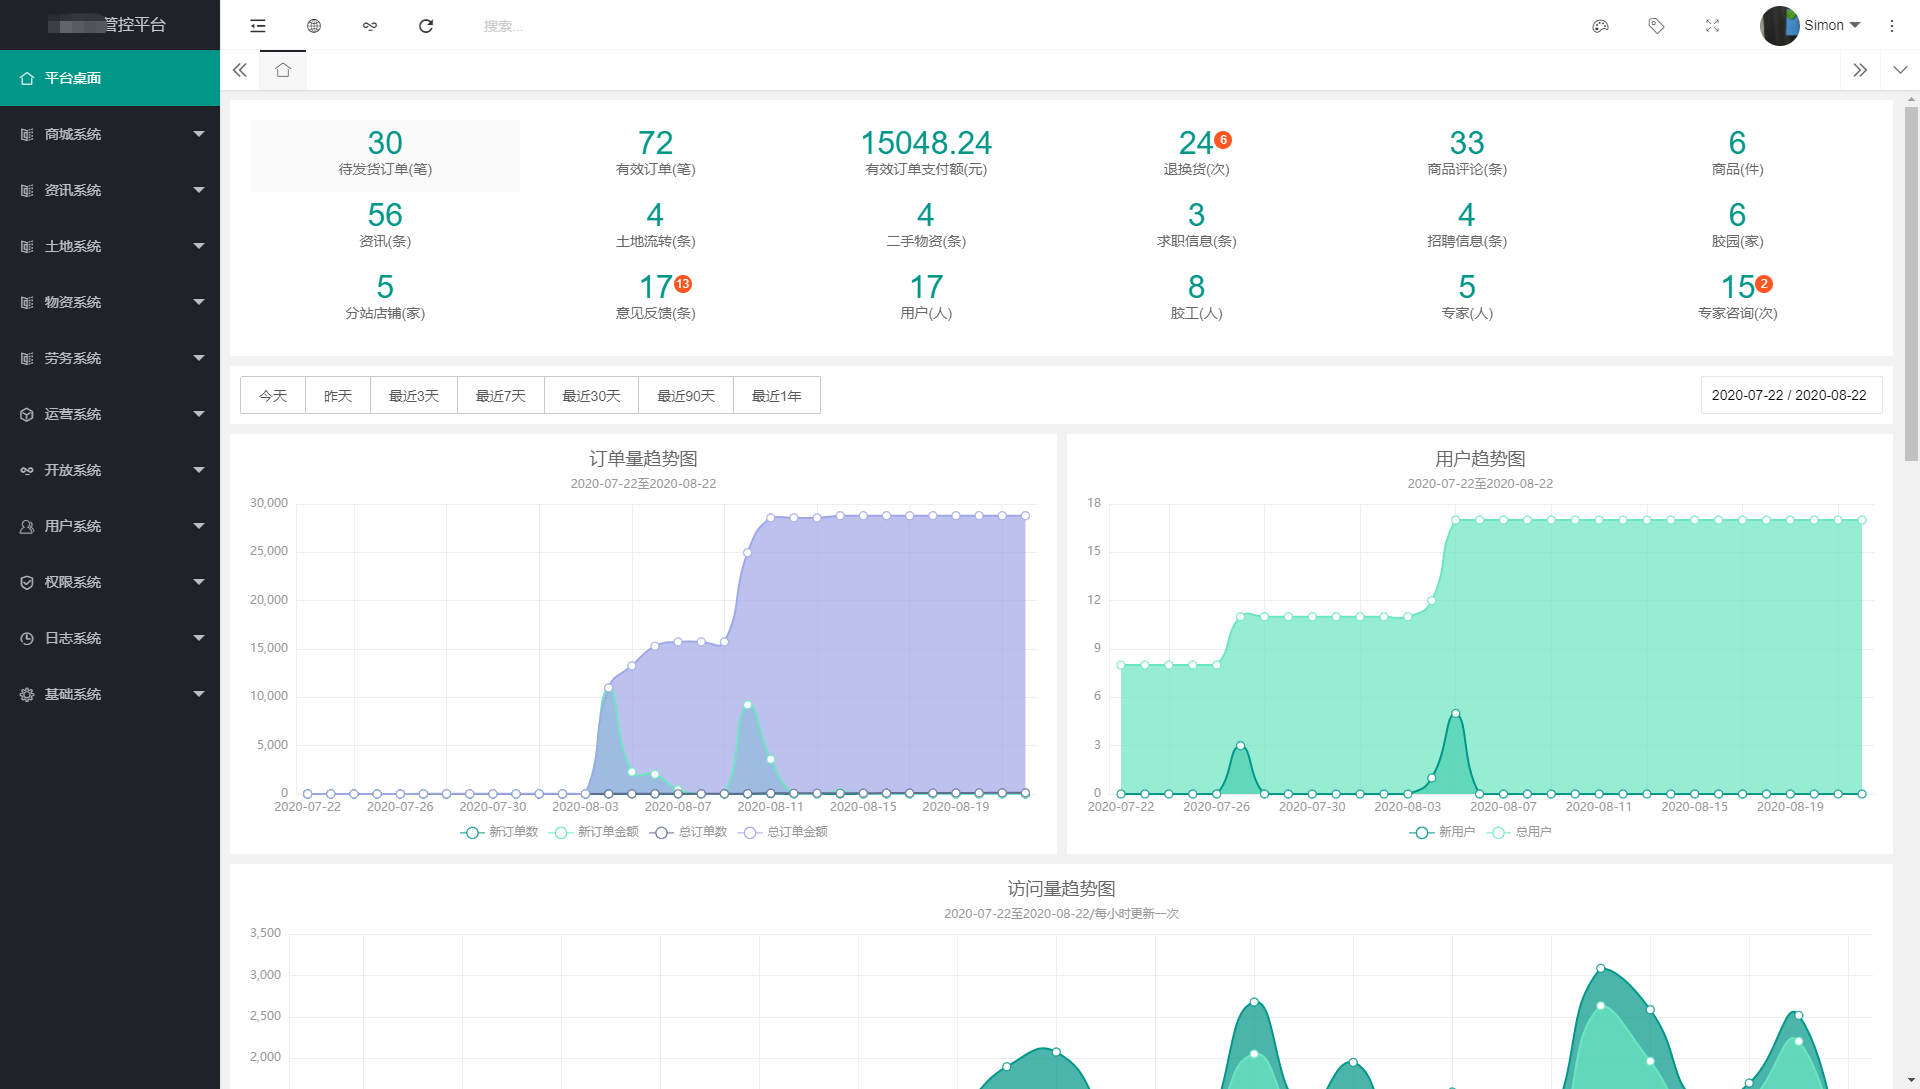 管控平台
搜索...
Simon
平台桌面
商城系统
资讯系统
土地系统
物资系统
劳务系统
运营系统
开放系统
用户系统
权限系统
日志系统
基础系统
30 72 15048.24 24 6 33 6
待发货订单(笔) 有效订单(笔) 有效订单支付额(元) 退换货(次) 商品评论(条) 商品(件)
56 4 4 3 4 6
资讯(条) 土地流转(条) 二手物资(条) 求职信息(条) 招聘信息(条) 胶园(家)
5 17 13 17 8 5 15 2
分站店铺(家) 意见反馈(条) 用户(人) 胶工(人) 专家(人) 专家咨询(次)
今天 昨天 最近3天 最近7天 最近30天 最近90天 最近1年
2020-07-22 / 2020-08-22
订单量趋势图
2020-07-22至2020-08-22
30,000
25,000
20,000
15,000
10,000
5,000
0
2020-07-22 2020-07-26 2020-07-30 2020-08-03 2020-08-07 2020-08-11 2020-08-15 2020-08-19
新订单数 新订单金额 总订单数 总订单金额
用户趋势图
2020-07-22至2020-08-22
18
15
12
9
6
3
0
2020-07-22 2020-07-26 2020-07-30 2020-08-03 2020-08-07 2020-08-11 2020-08-15 2020-08-19
新用户 总用户
访问量趋势图
2020-07-22至2020-08-22/每小时更新一次
3,500
3,000
2,500
2,000